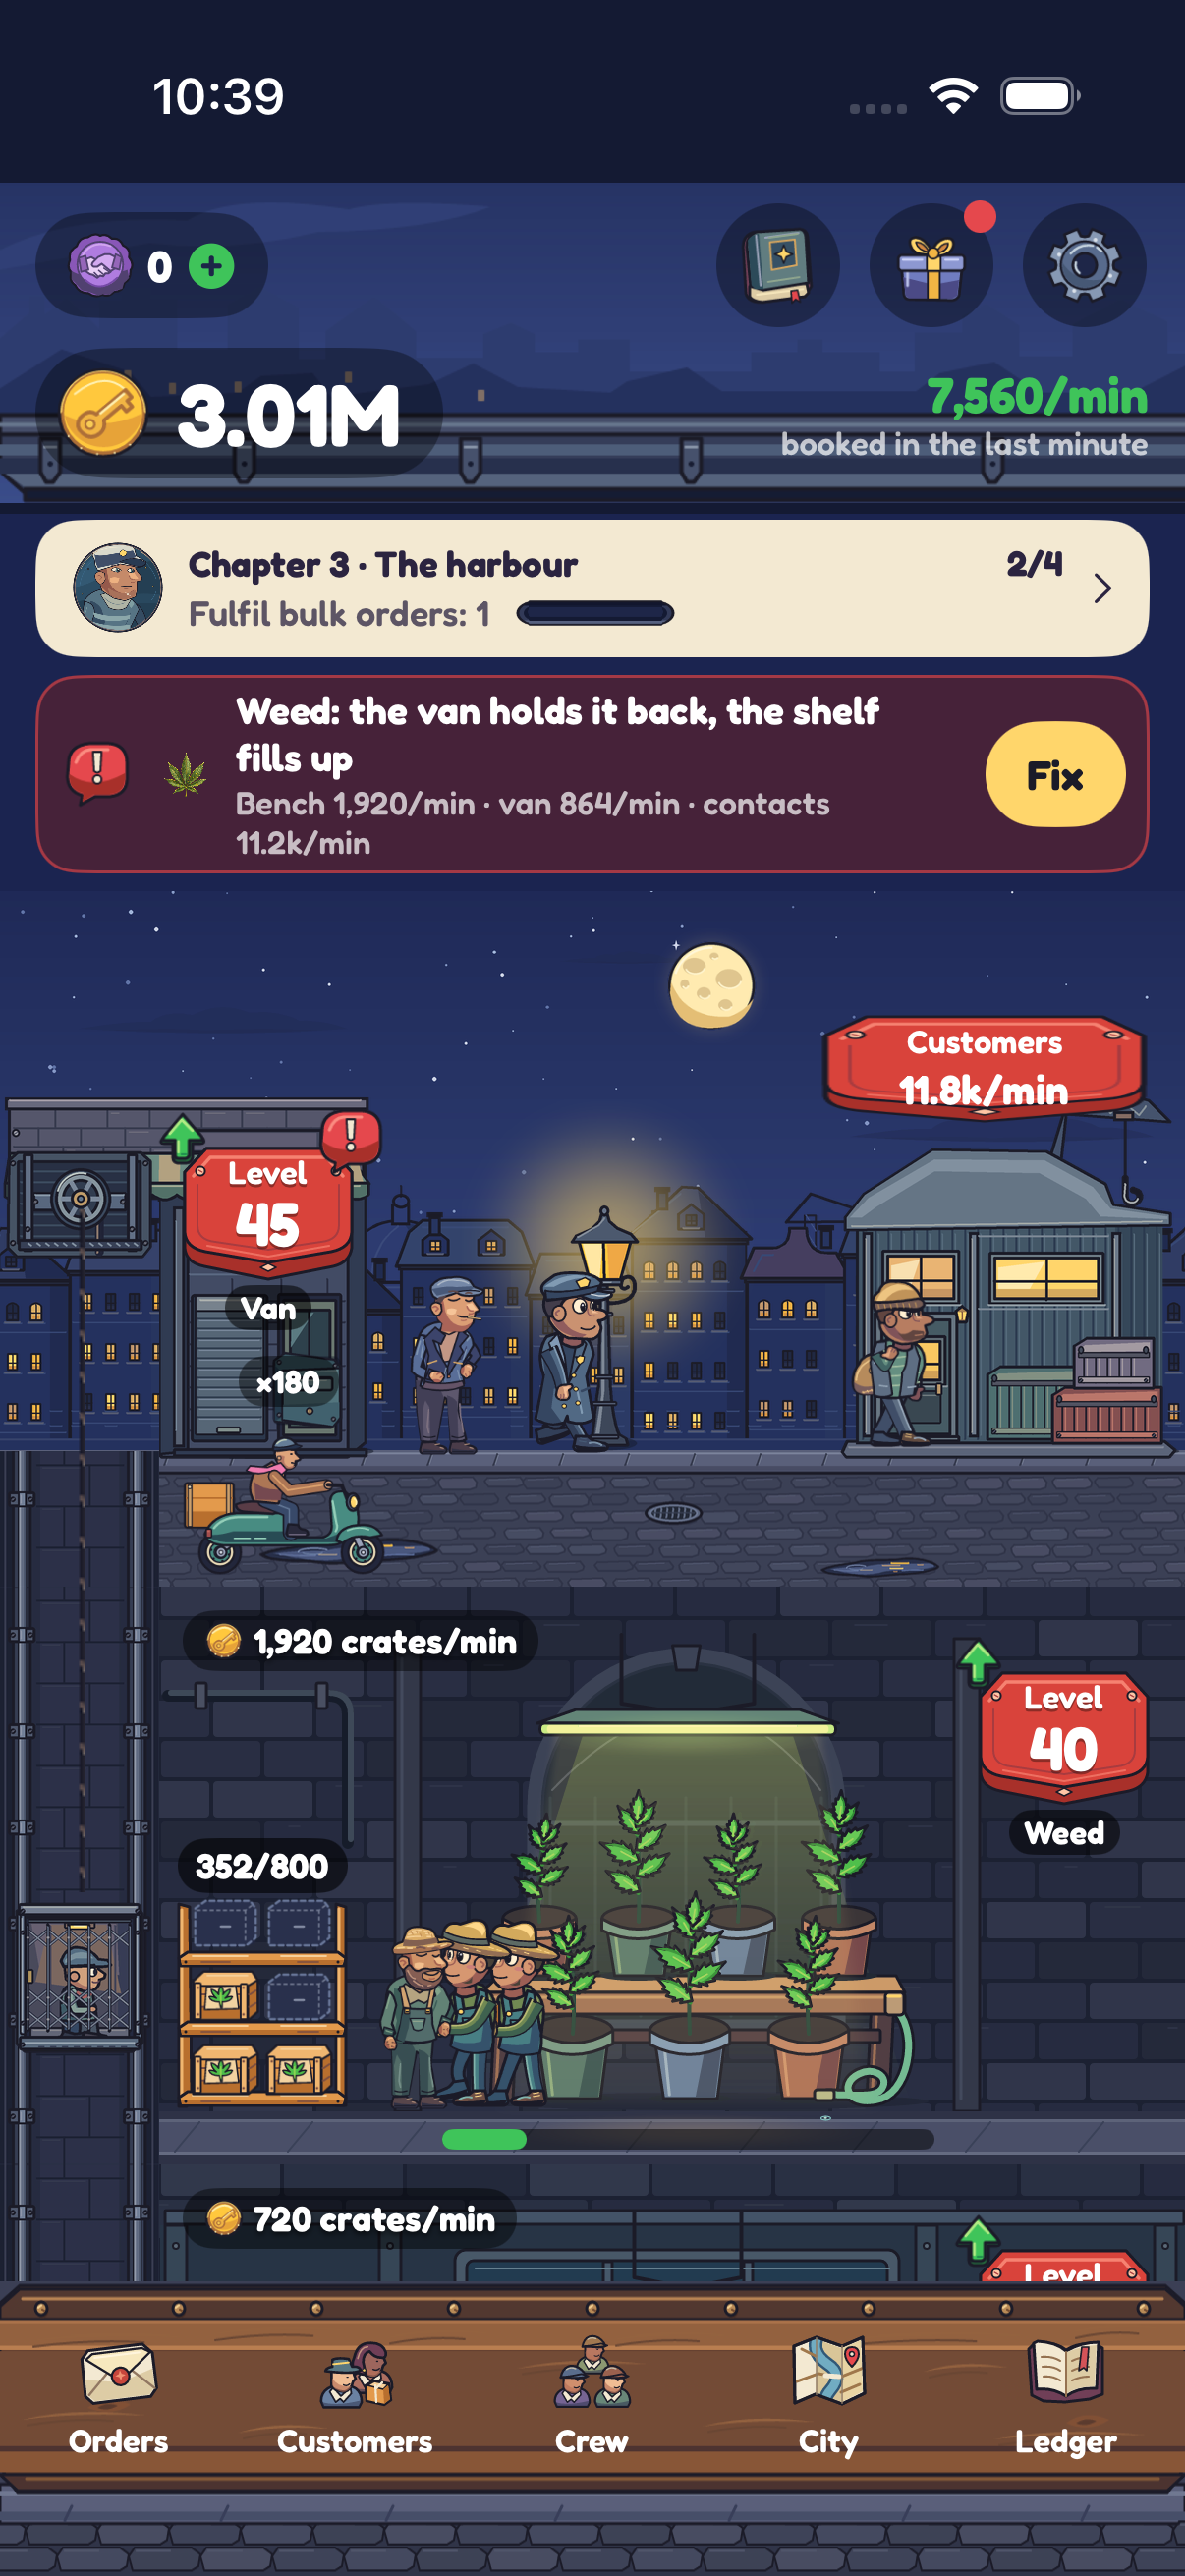 10:39
0
3.01M
7,560/min
booked in the last minute
Chapter 3 · The harbour
2/4
Fulfil bulk orders: 1
Weed: the van holds it back, the shelf
fills up
Bench 1,920/min · van 864/min · contacts
11.2k/min
Fix
Customers
11.8k/min
Level
45
Van
×180
1,920 crates/min
Level
40
Weed
352/800
720 crates/min
Level
Orders
Customers
Crew
City
Ledger